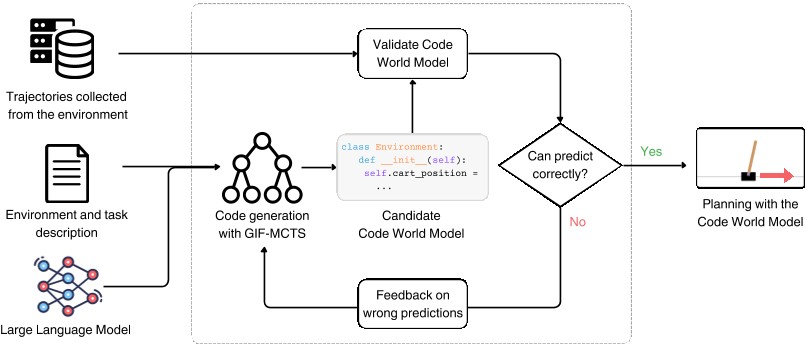 Trajectories collected
from the environment
Environment and task
description
Large Language Model
Validate Code
World Model
Code generation
with GIF-MCTS
class Environment:
def __init__(self):
self.cart_position =
...
Candidate
Code World Model
Can predict
correctly?
Yes
No
Feedback on
wrong predictions
Planning with the
Code World Model